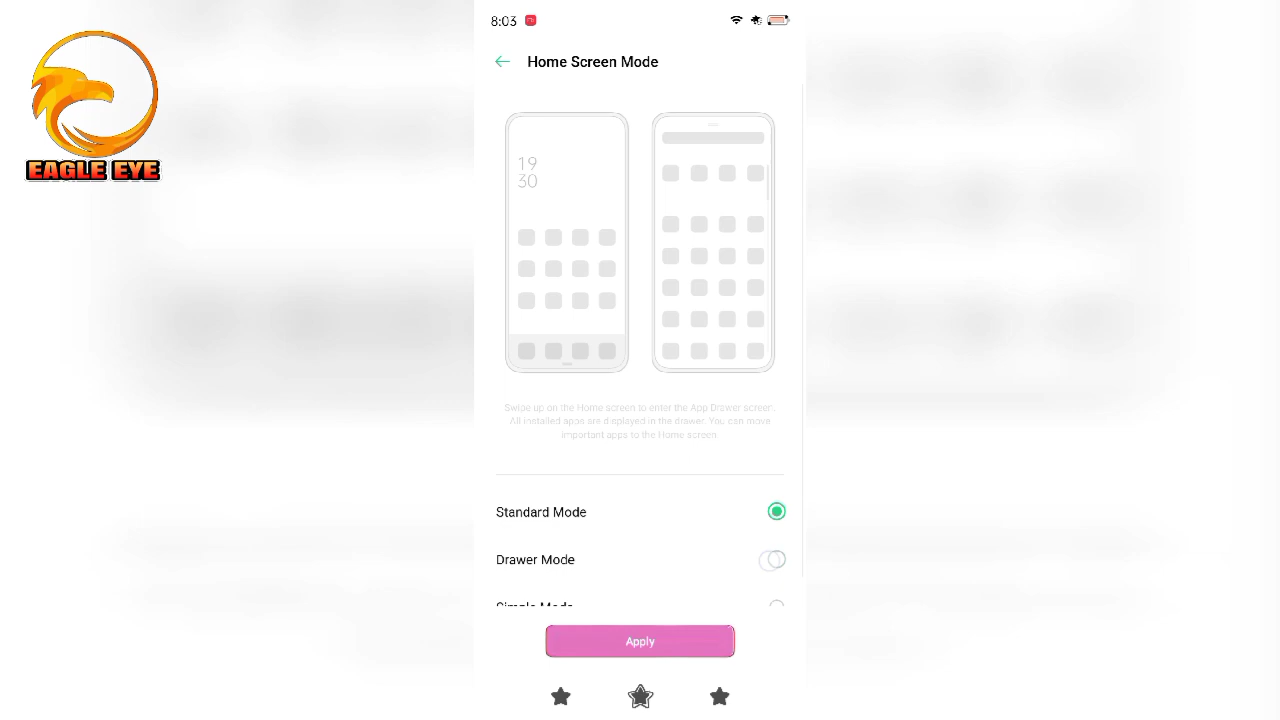 EAGLE EYE
8:03
Home Screen Mode
19
30
Swipe up on the Home screen to enter the App Drawer screen.
All installed apps are displayed in the drawer. You can move
important apps to the Home screen.
Standard Mode
Drawer Mode
Simple Mode
Apply